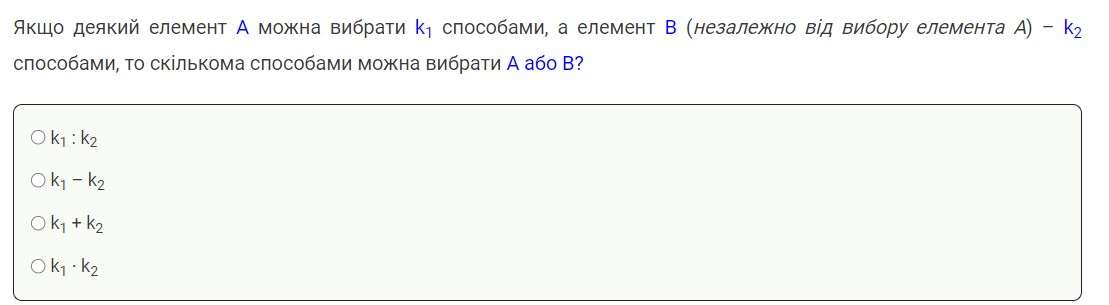 Якщо деякий елемент A можна вибрати k₁ способами, а елемент B (незалежно від вибору елемента A) – k₂
способами, то скількома способами можна вибрати A або B?
k₁ : k₂
k₁ – k₂
k₁ + k₂
k₁ · k₂